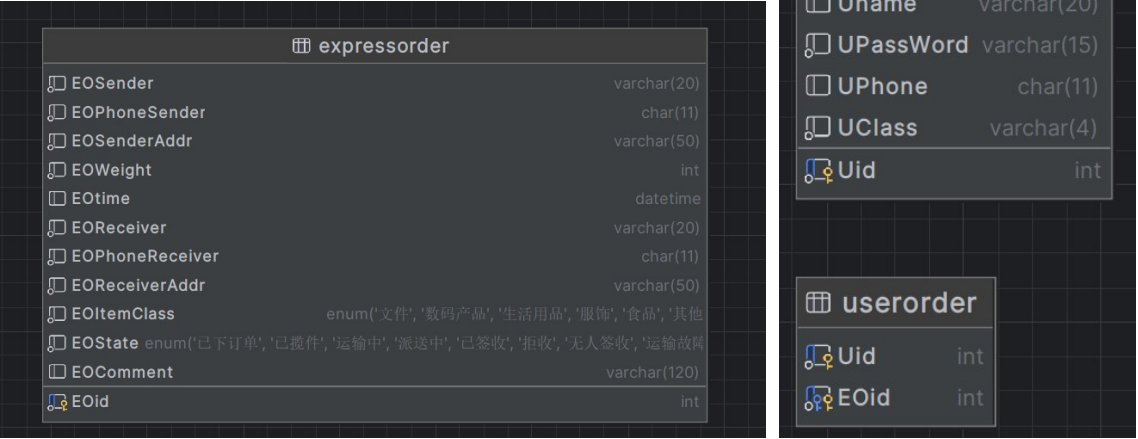 expressorder
EOSender varchar(20)
EOPhoneSender char(11)
EOSenderAddr varchar(50)
EOWeight int
EOtime datetime
EOReceiver varchar(20)
EOPhoneReceiver char(11)
EOReceiverAddr varchar(50)
EOItemClass enum('文件', '数码产品', '生活用品', '服饰', '食品', '其他
EOState enum('已下订单', '已揽件', '运输中', '派送中', '已签收', '拒收', '无人签收', '运输故障
EOComment varchar(120)
EOid int
Uname varchar(20)
UPassWord varchar(15)
UPhone char(11)
UClass varchar(4)
Uid int
userorder
Uid int
EOid int